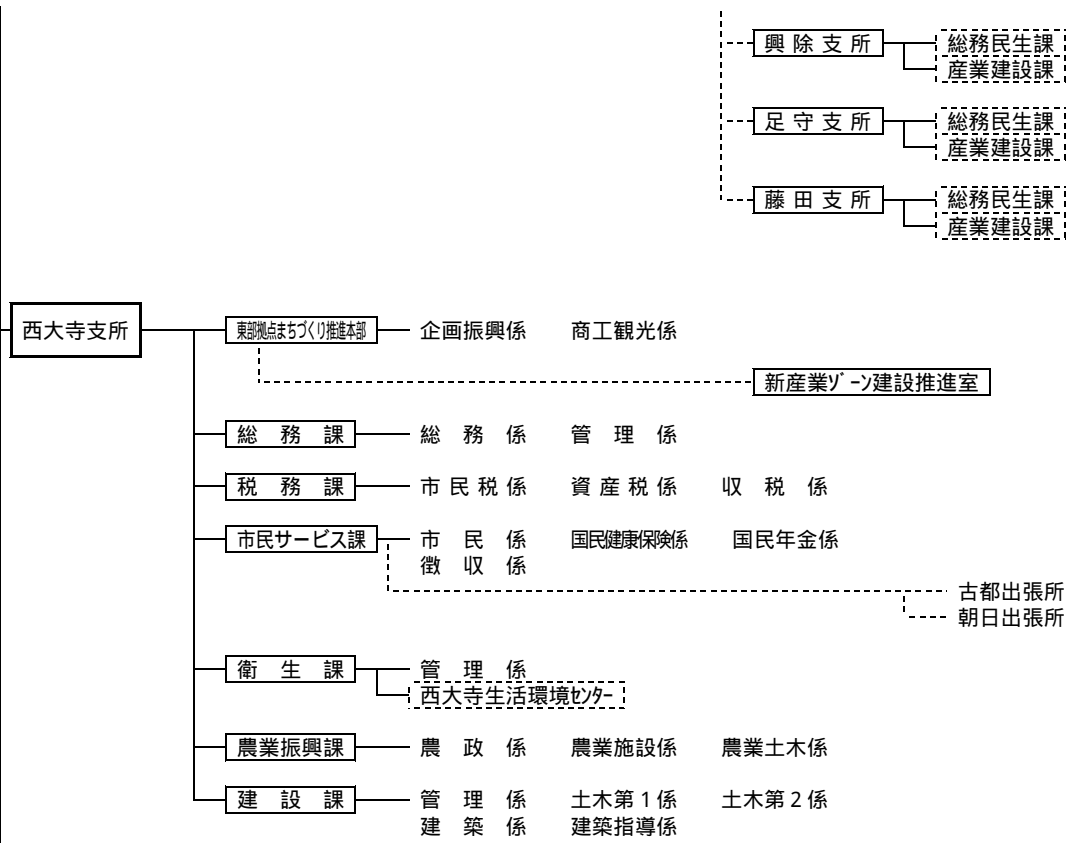 興除支所 総務民生課
産業建設課
足守支所 総務民生課
産業建設課
藤田支所 総務民生課
産業建設課
西大寺支所 東部拠点まちづくり推進本部 企画振興係 商工観光係
新産業ゾーン建設推進室
総務課 総務係 管理係
税務課 市民税係 資産税係 収税係
市民サービス課 市民係 国民健康保険係 国民年金係
徴収係
古都出張所
朝日出張所
衛生課 管理係
西大寺生活環境センター
農業振興課 農政係 農業施設係 農業土木係
建設課 管理係 土木第1係 土木第2係
建築係 建築指導係